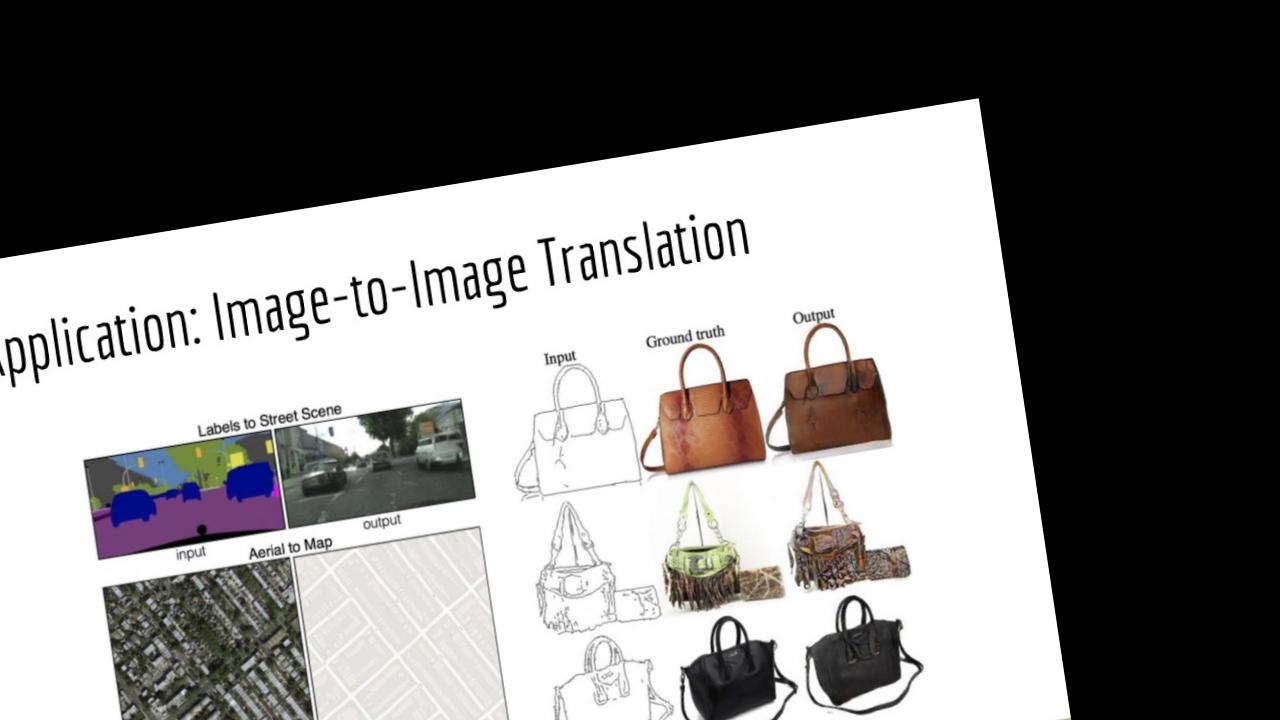 Application: Image-to-Image Translation
Labels to Street Scene
input
output
Aerial to Map
Input
Ground truth
Output